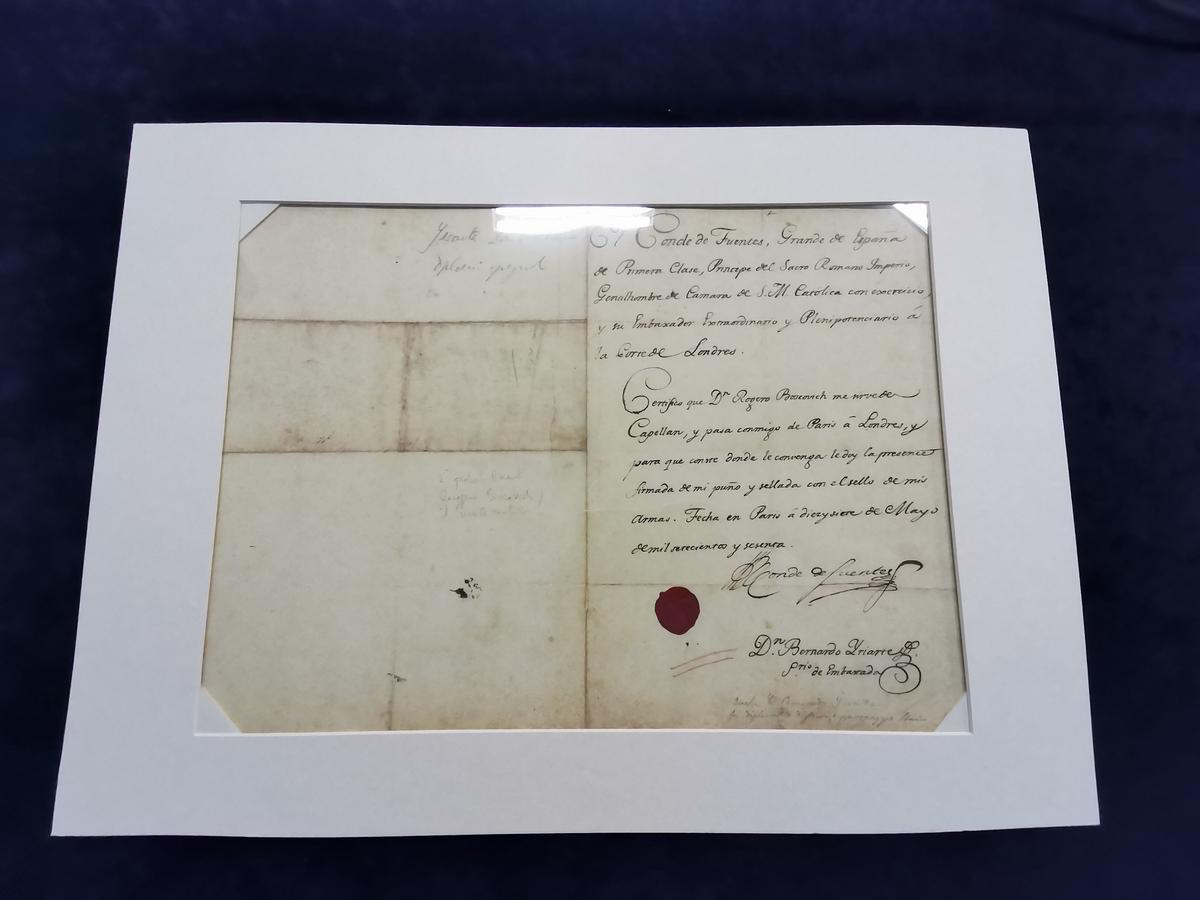 El Conde de Fuentes, Grande de España
de Primera Clase, Principe del Sacro Romano Imperio,
Gentilhombre de Camara de S. M. Catolica con exercicio,
y su Embaxador Extraordinario y Plenipotenciario á
la Corte de Londres.
Certifico que Dn Rogero Boscovich me sirve de
Capellan, y pasa conmigo de Paris á Londres, y
para que conste donde le convenga le doy la presente
firmada de mi puño y sellada con el sello de mis
Armas. Fecha en Paris á diez y siete de Mayo
de mil setecientos y sesenta.
El Conde de Fuentes
Dn. Bernardo Yriarte
Srio de Embaxada